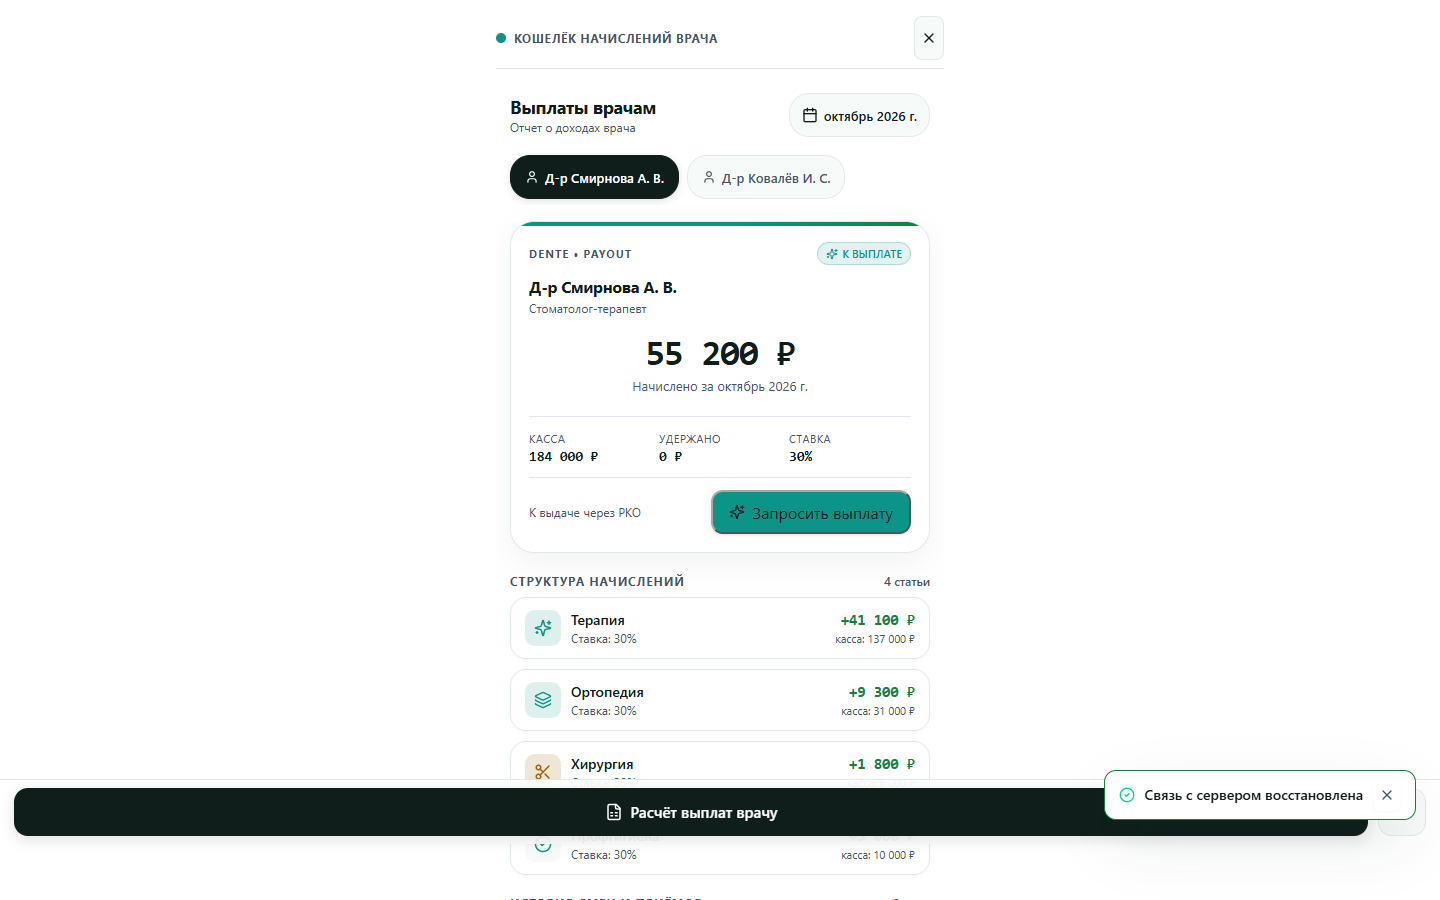 КОШЕЛЁК НАЧИСЛЕНИЙ ВРАЧА
Выплаты врачам
Отчет о доходах врача
октябрь 2026 г.
Д-р Смирнова А. В.
Д-р Ковалёв И. С.
DENTE • PAYOUT
К ВЫПЛАТЕ
Д-р Смирнова А. В.
Стоматолог-терапевт
55 200 ₽
Начислено за октябрь 2026 г.
КАССА
УДЕРЖАНО
СТАВКА
184 000 ₽
0 ₽
30%
К выдаче через РКО
Запросить выплату
СТРУКТУРА НАЧИСЛЕНИЙ
4 статьи
Терапия
+41 100 ₽
Ставка: 30%
касса: 137 000 ₽
Ортопедия
+9 300 ₽
Ставка: 30%
касса: 31 000 ₽
Хирургия
+1 800 ₽
Связь с сервером восстановлена
Расчёт выплат врачу
Ставка: 30%
касса: 10 000 ₽